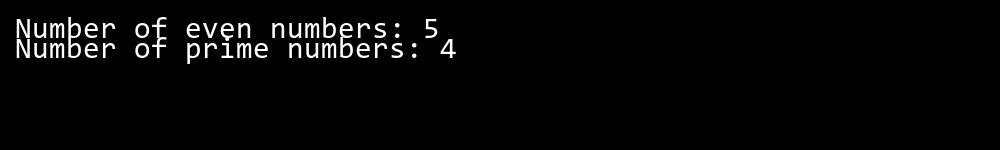 Number of even numbers: 5
Number of prime numbers: 4